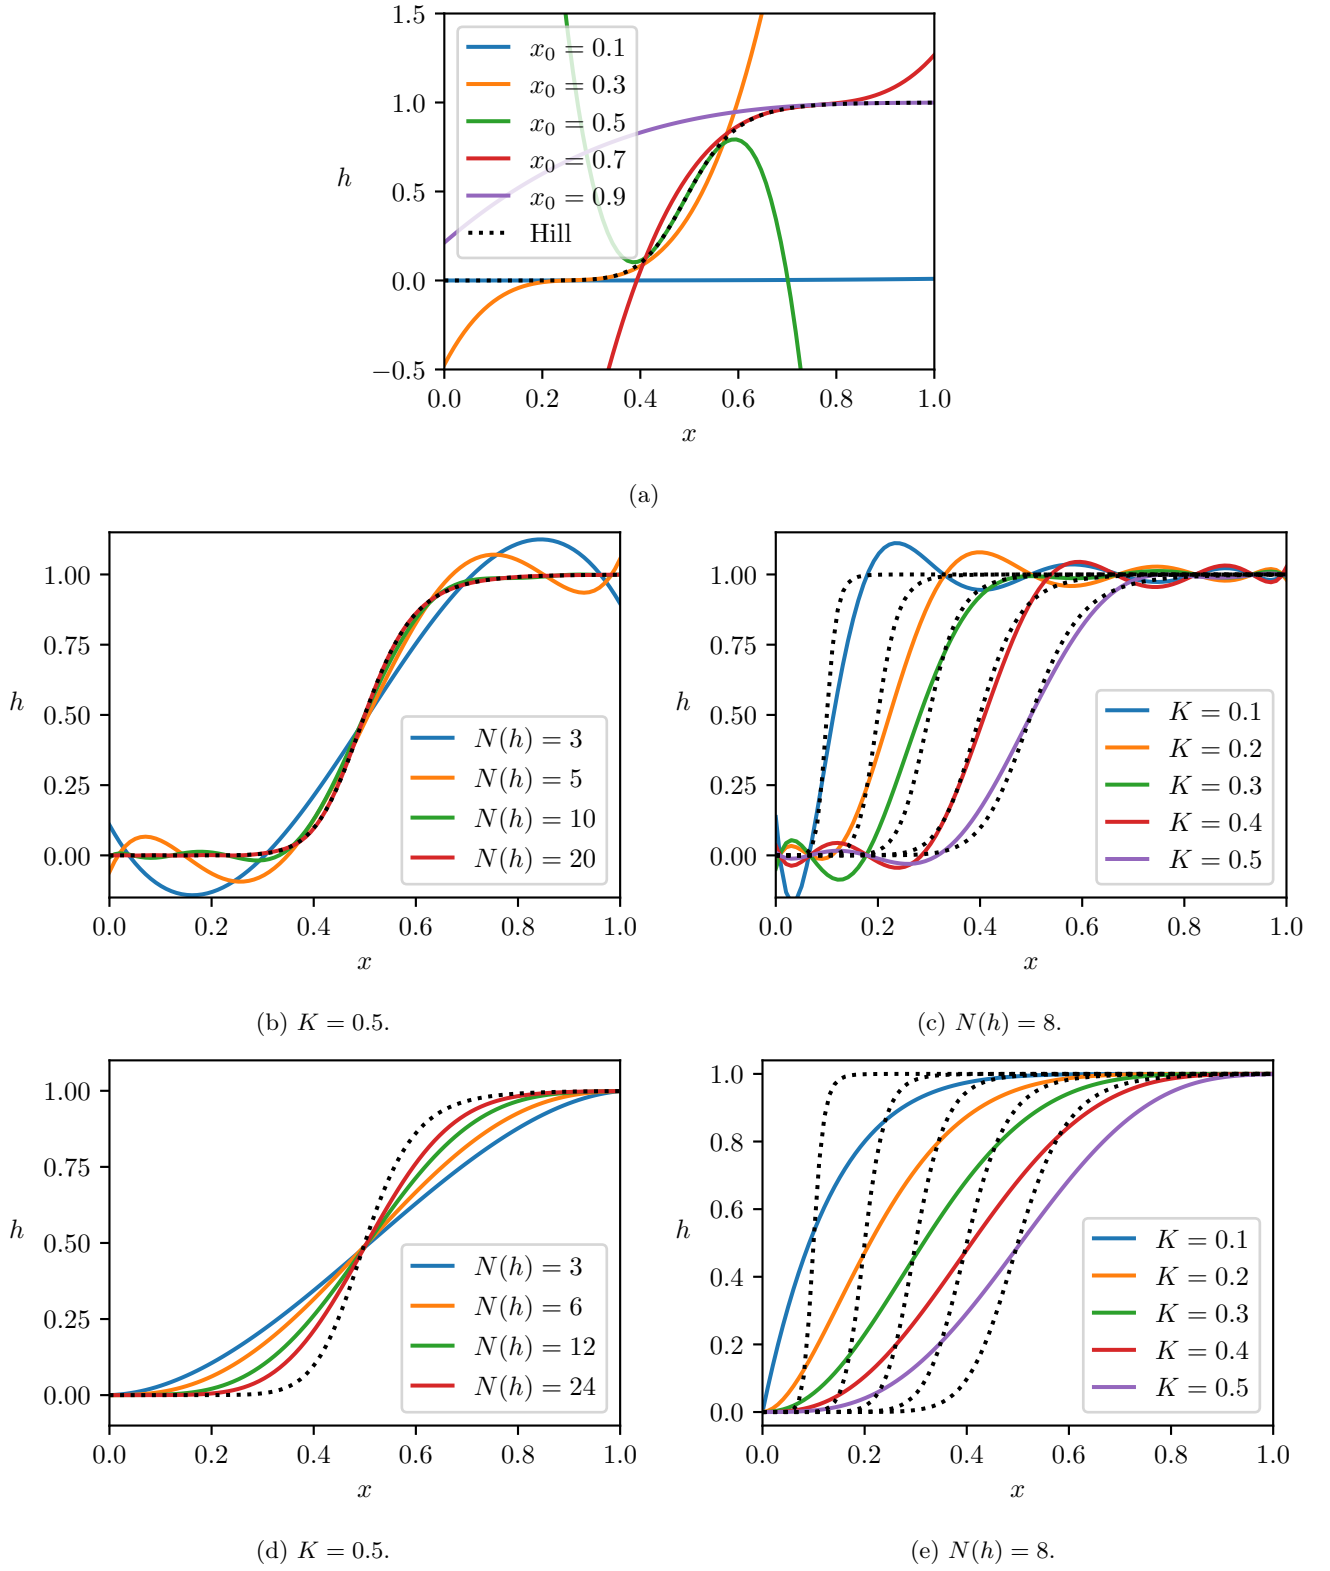 1.5
1.0
0.5
0.0
−0.5
h
x₀ = 0.1
x₀ = 0.3
x₀ = 0.5
x₀ = 0.7
x₀ = 0.9
Hill
0.0 0.2 0.4 0.6 0.8 1.0
x
(a)
1.00
0.75
0.50
0.25
0.00
h
N(h) = 3
N(h) = 5
N(h) = 10
N(h) = 20
0.0 0.2 0.4 0.6 0.8 1.0
x
(b) K = 0.5.
1.00
0.75
0.50
0.25
0.00
h
K = 0.1
K = 0.2
K = 0.3
K = 0.4
K = 0.5
0.0 0.2 0.4 0.6 0.8 1.0
x
(c) N(h) = 8.
1.00
0.75
0.50
0.25
0.00
h
N(h) = 3
N(h) = 6
N(h) = 12
N(h) = 24
0.0 0.2 0.4 0.6 0.8 1.0
x
(d) K = 0.5.
1.0
0.8
0.6
0.4
0.2
0.0
h
K = 0.1
K = 0.2
K = 0.3
K = 0.4
K = 0.5
0.0 0.2 0.4 0.6 0.8 1.0
x
(e) N(h) = 8.